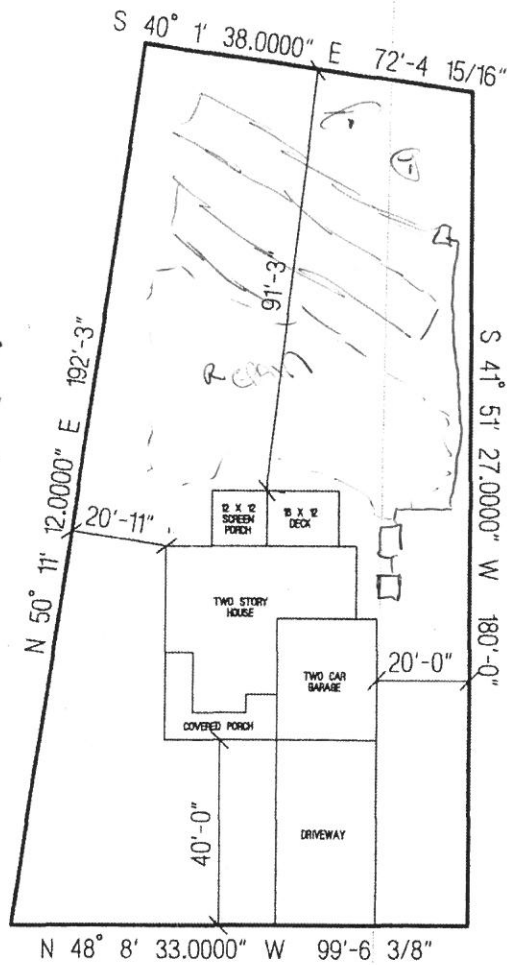 S 40° 1' 38.0000" E 72'-4 15/16"
91'-3"
N 50° 11' 12.0000" E 192'-3"
S 41° 51' 27.0000" W 180'-0"
20'-11"
12 X 12
SCREEN
PORCH
DECK
TWO STORY
HOUSE
TWO CAR
GARAGE
20'-0"
COVERED PORCH
40'-0"
DRIVEWAY
N 48° 8' 33.0000" W 99'-6 3/8"